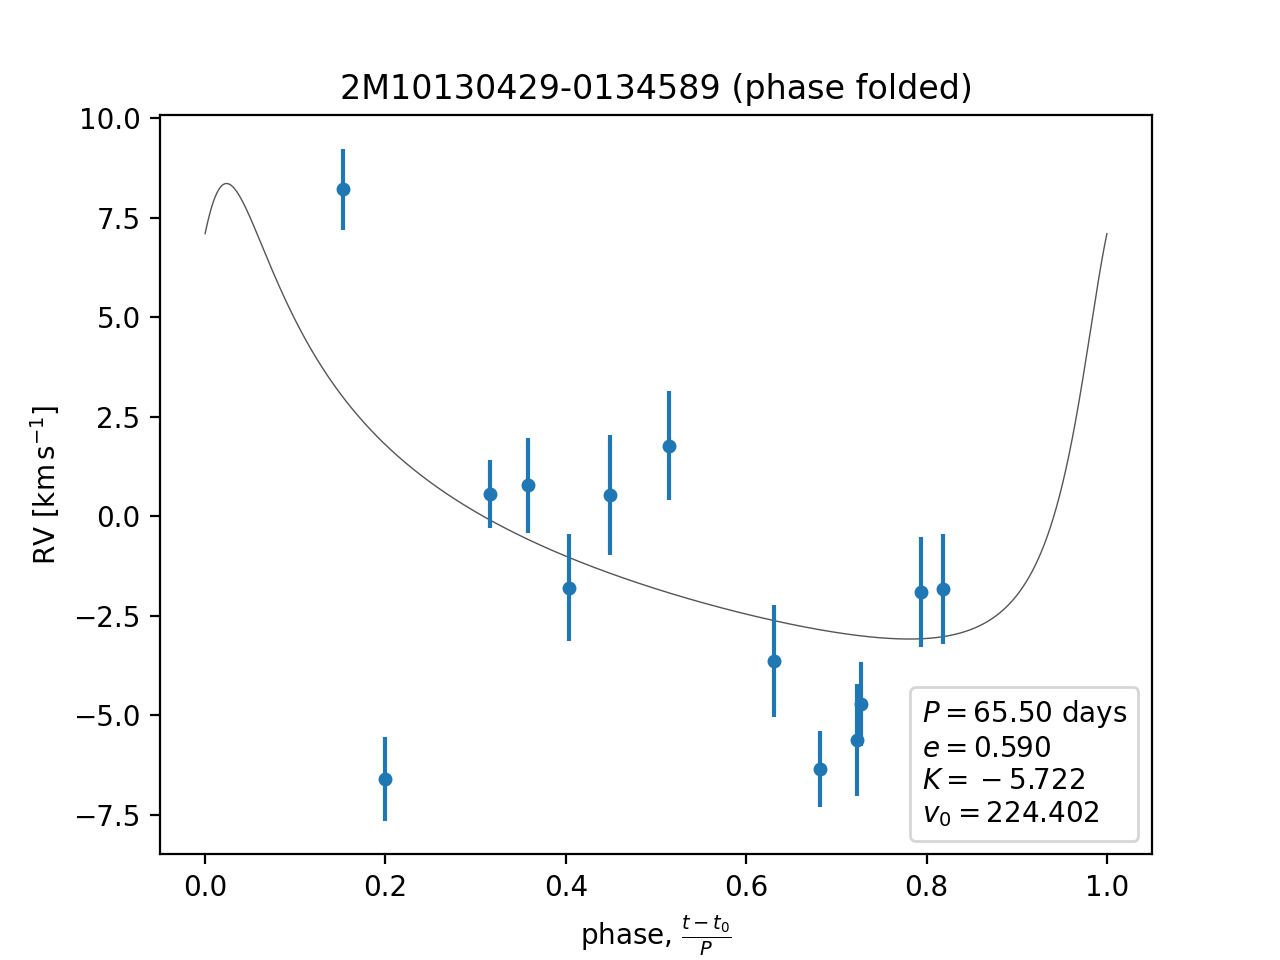 2M10130429-0134589 (phase folded)
10.0
7.5
5.0
2.5
0.0
−2.5
−5.0
−7.5
RV [km s⁻¹]
P = 65.50 days
e = 0.590
K = − 5.722
v₀ = 224.402
0.0 0.2 0.4 0.6 0.8 1.0
phase, (t − t₀)/P